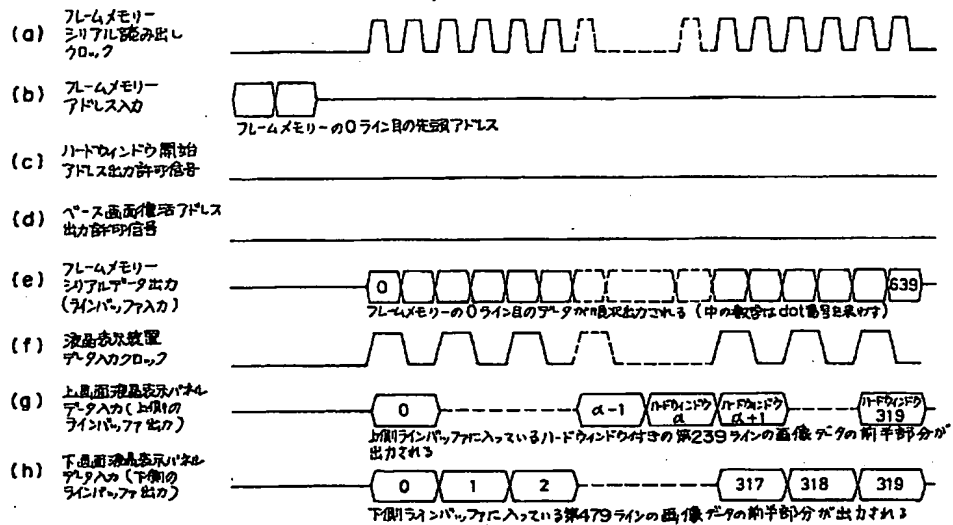 (a) フレームメモリー
シリアル読み出し
クロック
(b) フレームメモリー
アドレス入力
フレームメモリーの0ライン目の先頭アドレス
(c) ハードウィンドウ開始
アドレス出力許可信号
(d) ベース画面復活アドレス
出力許可信号
(e) フレームメモリー
シリアルデータ出力
(ラインバッファ入力)
0 639
フレームメモリーの0ライン目のデータが順次出力される (中の数字はdot番号を表わす)
(f) 液晶表示装置
データ入力クロック
(g) 上画面液晶表示パネル
データ入力(上側の
ラインバッファ出力)
0 α-1 ハードウィンドウ α ハードウィンドウ α+1 ハードウィンドウ 319
上側ラインバッファに入っているハードウィンドウ付きの第239ラインの画像データの前半部分が
出力される
(h) 下画面液晶表示パネル
データ入力(下側の
ラインバッファ出力)
0 1 2 317 318 319
下側ラインバッファに入っている第479ラインの画像データの前半部分が出力される